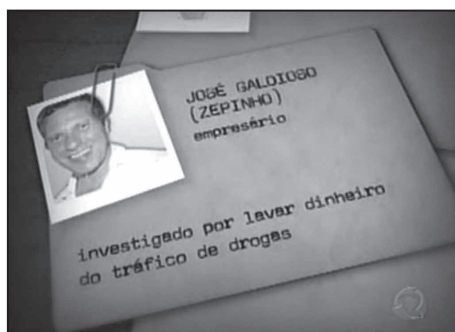 JOSÉ GALDIOSO
(ZEPINHO)
empresário
investigado por lavar dinheiro
do tráfico de drogas